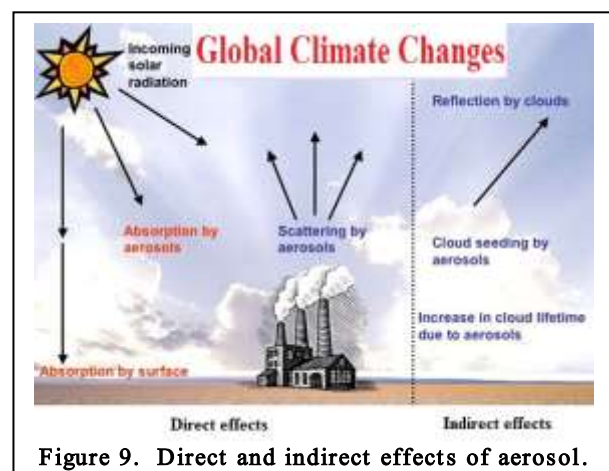 Incoming
solar
radiation
Global Climate Changes
Reflection by clouds
Absorption by
aerosols
Scattering by
aerosols
Cloud seeding by
aerosols
Increase in cloud lifetime
due to aerosols
Absorption by surface
Direct effects
Indirect effects
Figure 9. Direct and indirect effects of aerosol.